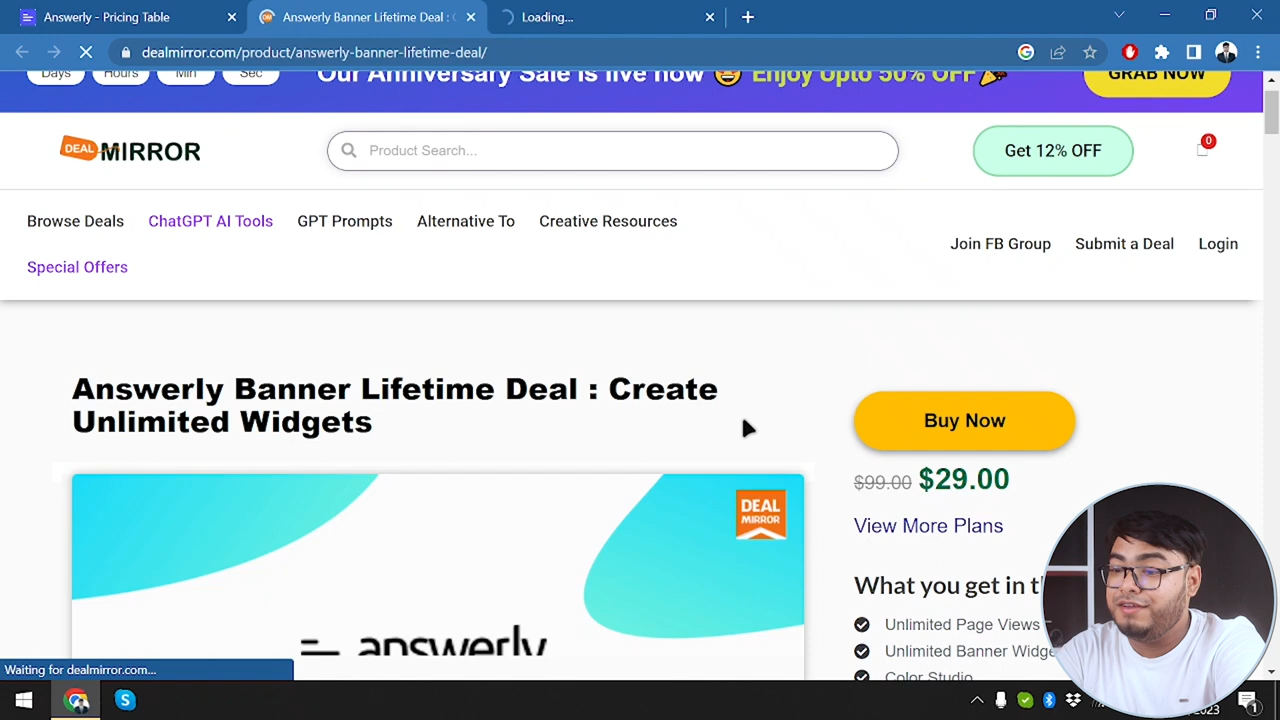 Answerly - Pricing Table
Answerly Banner Lifetime Deal : C
Loading...
dealmirror.com/product/answerly-banner-lifetime-deal/
Days Hours Min Sec
Our Anniversary Sale is live now 😄 Enjoy Upto 50% OFF🎉
GRAB NOW
DEAL MIRROR
Product Search...
Get 12% OFF
0
Browse Deals
ChatGPT AI Tools
GPT Prompts
Alternative To
Creative Resources
Special Offers
Join FB Group
Submit a Deal
Login
Answerly Banner Lifetime Deal : Create
Unlimited Widgets
Buy Now
$99.00 $29.00
View More Plans
DEAL
MIRROR
answerly
What you get in t
Unlimited Page Views
Unlimited Banner Widge
Color Studio
Waiting for dealmirror.com...
2023
1